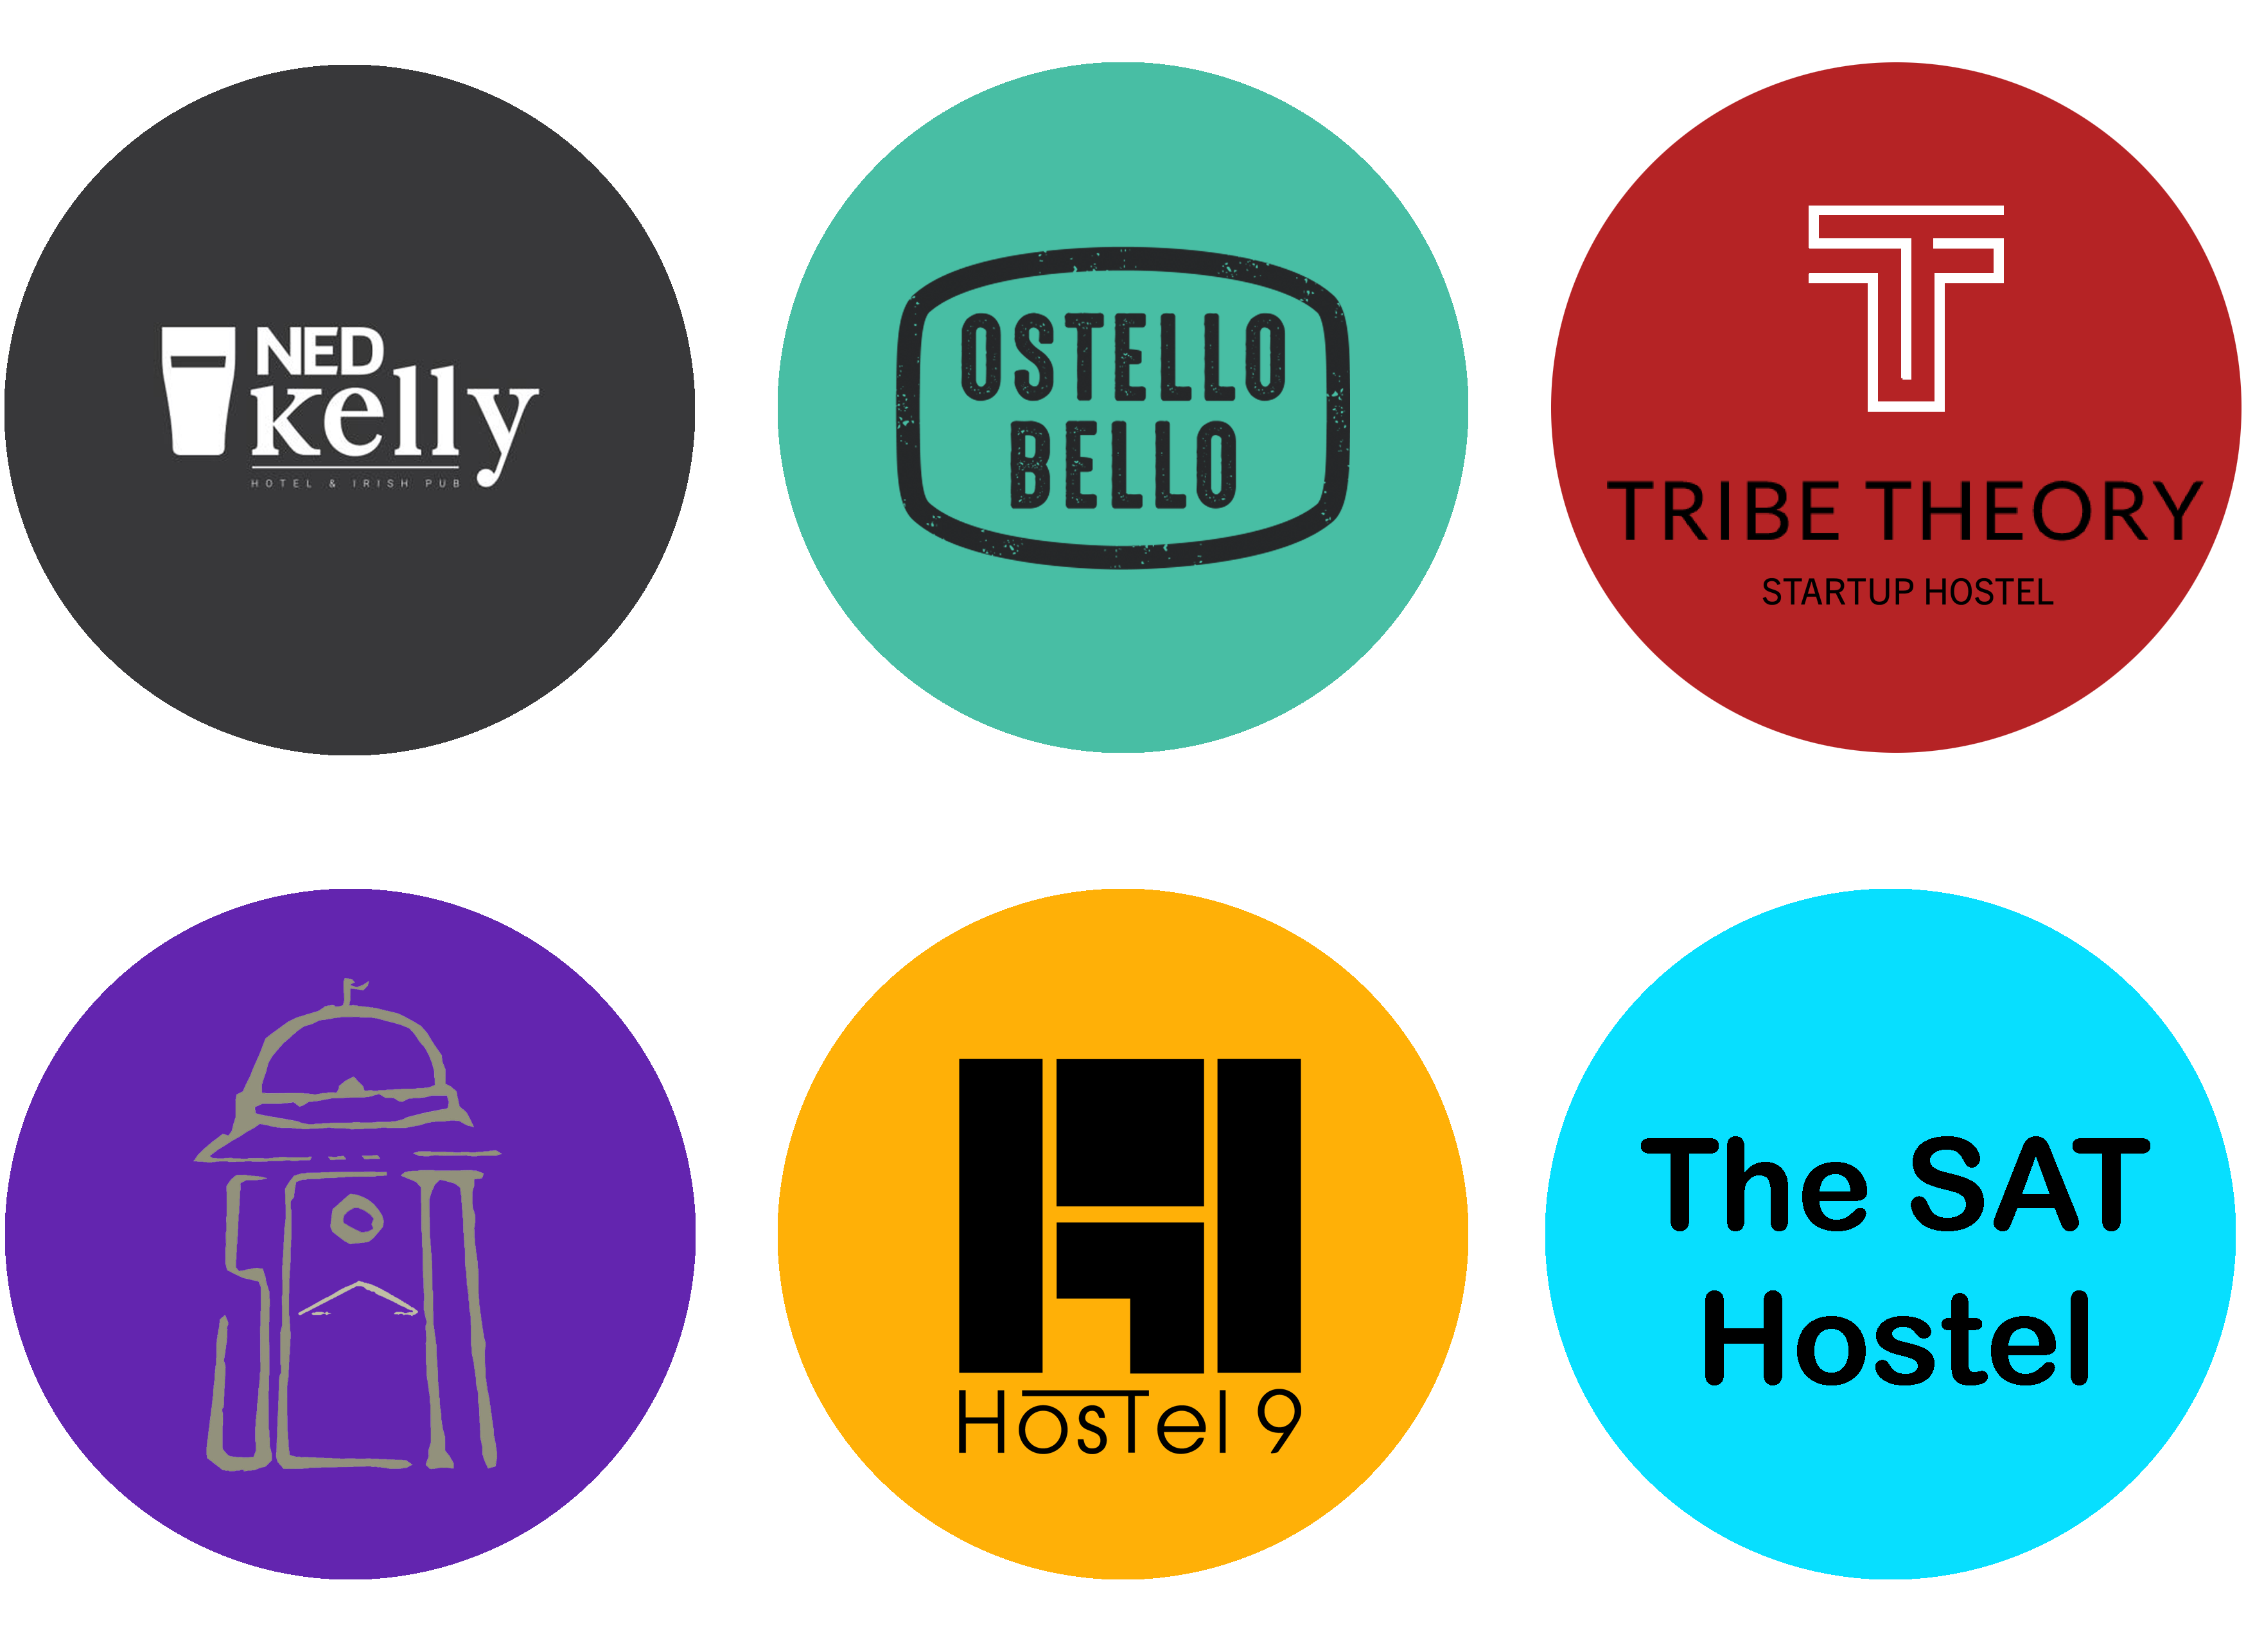 NED
kelly
HOTEL & IRISH PUB
OSTELLO
BELLO
TRIBE THEORY
STARTUP HOSTEL
HosTel 9
The SAT
Hostel